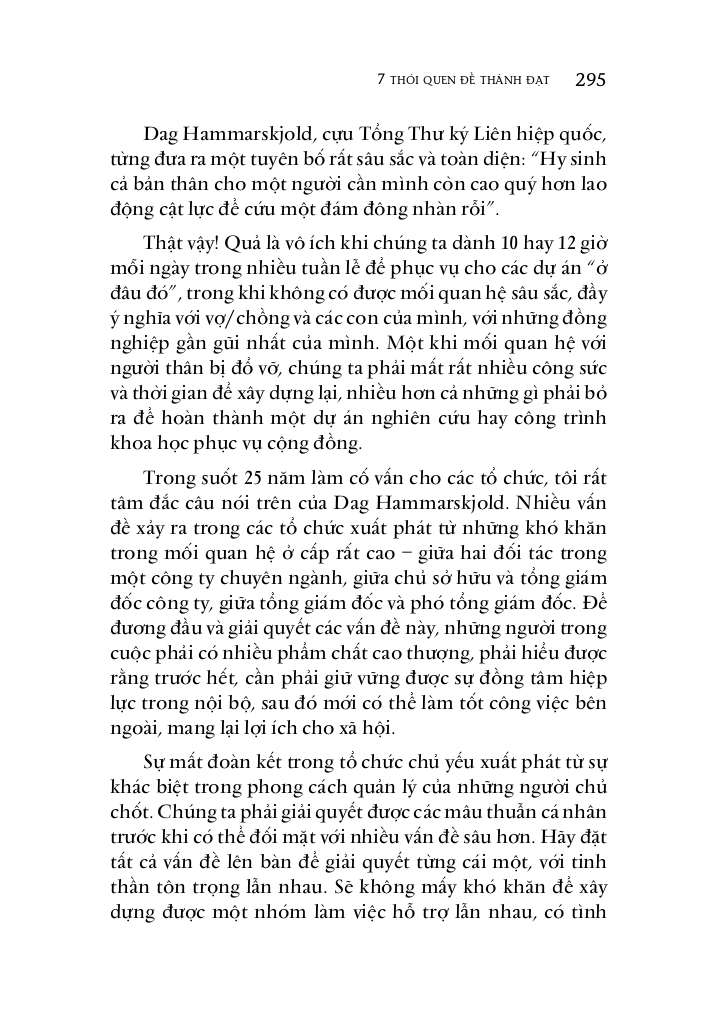 7 THÓI QUEN ĐỂ THÀNH ĐẠT 295
Dag Hammarskjold, cựu Tổng Thư ký Liên hiệp quốc,
từng đưa ra một tuyên bố rất sâu sắc và toàn diện: “Hy sinh
cả bản thân cho một người cần mình còn cao quý hơn lao
động cật lực để cứu một đám đông nhàn rỗi”.
Thật vậy! Quả là vô ích khi chúng ta dành 10 hay 12 giờ
mỗi ngày trong nhiều tuần lễ để phục vụ cho các dự án “ở
đâu đó”, trong khi không có được mối quan hệ sâu sắc, đầy
ý nghĩa với vợ/chồng và các con của mình, với những đồng
nghiệp gần gũi nhất của mình. Một khi mối quan hệ với
người thân bị đổ vỡ, chúng ta phải mất rất nhiều công sức
và thời gian để xây dựng lại, nhiều hơn cả những gì phải bỏ
ra để hoàn thành một dự án nghiên cứu hay công trình
khoa học phục vụ cộng đồng.
Trong suốt 25 năm làm cố vấn cho các tổ chức, tôi rất
tâm đắc câu nói trên của Dag Hammarskjold. Nhiều vấn
đề xảy ra trong các tổ chức xuất phát từ những khó khăn
trong mối quan hệ ở cấp rất cao – giữa hai đối tác trong
một công ty chuyên ngành, giữa chủ sở hữu và tổng giám
đốc công ty, giữa tổng giám đốc và phó tổng giám đốc. Để
đương đầu và giải quyết các vấn đề này, những người trong
cuộc phải có nhiều phẩm chất cao thượng, phải hiểu được
rằng trước hết, cần phải giữ vững được sự đồng tâm hiệp
lực trong nội bộ, sau đó mới có thể làm tốt công việc bên
ngoài, mang lại lợi ích cho xã hội.
Sự mất đoàn kết trong tổ chức chủ yếu xuất phát từ sự
khác biệt trong phong cách quản lý của những người chủ
chốt. Chúng ta phải giải quyết được các mâu thuẫn cá nhân
trước khi có thể đối mặt với nhiều vấn đề sâu hơn. Hãy đặt
tất cả vấn đề lên bàn để giải quyết từng cái một, với tinh
thần tôn trọng lẫn nhau. Sẽ không mấy khó khăn để xây
dựng được một nhóm làm việc hỗ trợ lẫn nhau, có tình